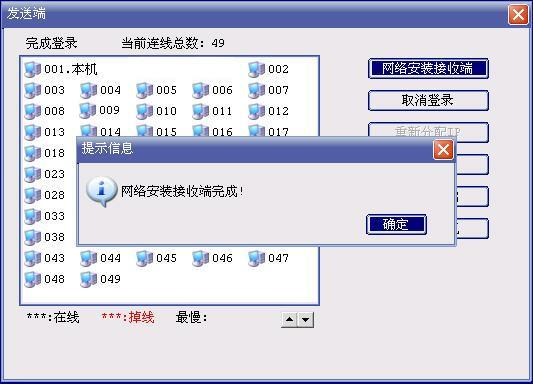 发送端
完成登录 当前连线总数: 49
001.本机 002
003 004 005 006 007
008 009 010 011 012
013 014 015 016 017
018
023
028
033
038
043 044 045 046 047
048 049
网络安装接收端
取消登录
重新分配IP
提示信息
网络安装接收端完成!
确定
***:在线 ***:掉线 最慢: